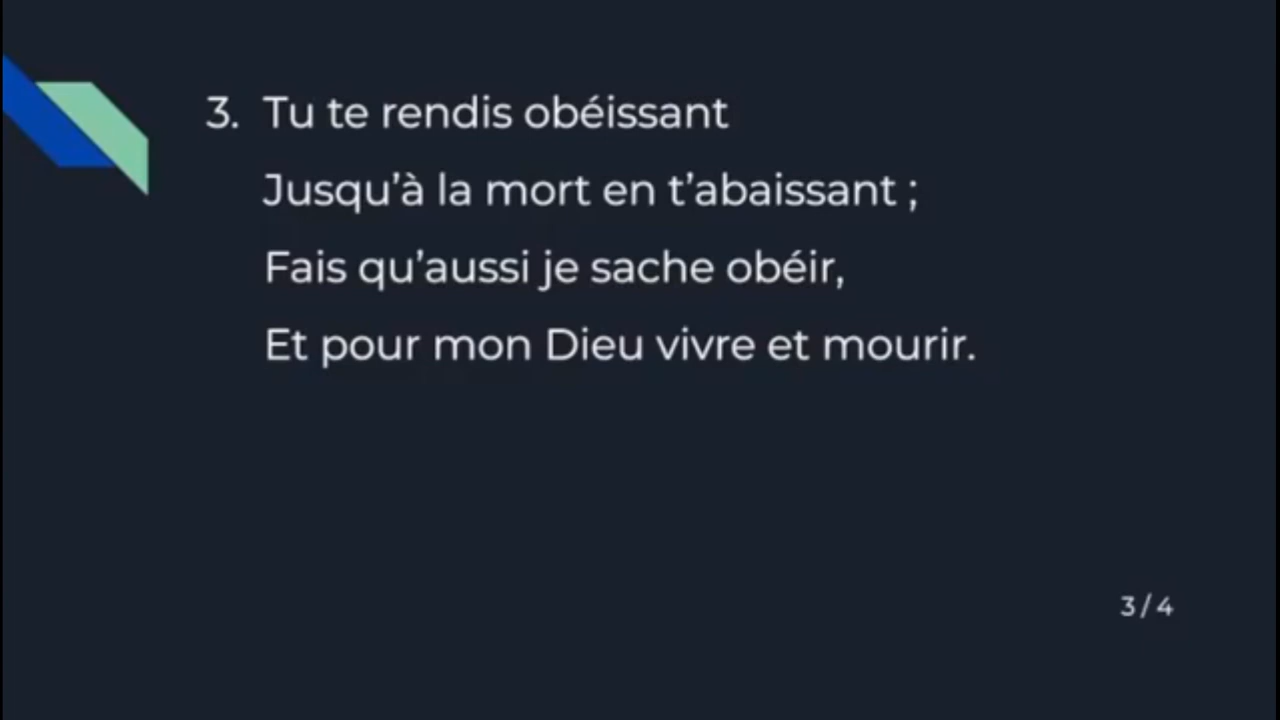 3. Tu te rendis obéissant
Jusqu’à la mort en t’abaissant ;
Fais qu’aussi je sache obéir,
Et pour mon Dieu vivre et mourir.
3 / 4